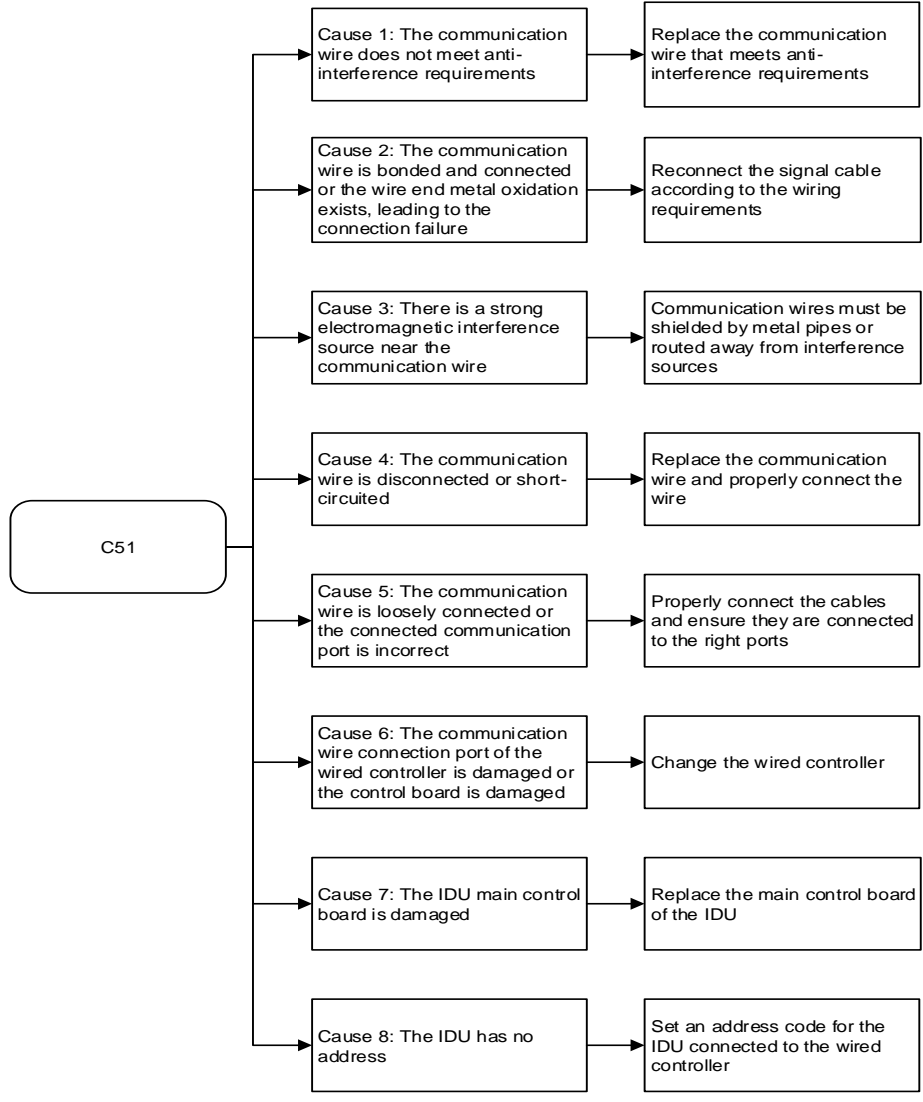 Cause 1: The communication
wire does not meet anti-
interference requirements
Replace the communication
wire that meets anti-
interference requirements
Cause 2: The communication
wire is bonded and connected
or the wire end metal oxidation
exists, leading to the
connection failure
Reconnect the signal cable
according to the wiring
requirements
Cause 3: There is a strong
electromagnetic interference
source near the
communication wire
Communication wires must be
shielded by metal pipes or
routed away from interference
sources
Cause 4: The communication
wire is disconnected or short-
circuited
Replace the communication
wire and properly connect the
wire
C51
Cause 5: The communication
wire is loosely connected or
the connected communication
port is incorrect
Properly connect the cables
and ensure they are connected
to the right ports
Cause 6: The communication
wire connection port of the
wired controller is damaged or
the control board is damaged
Change the wired controller
Cause 7: The IDU main control
board is damaged
Replace the main control board
of the IDU
Cause 8: The IDU has no
address
Set an address code for the
IDU connected to the wired
controller